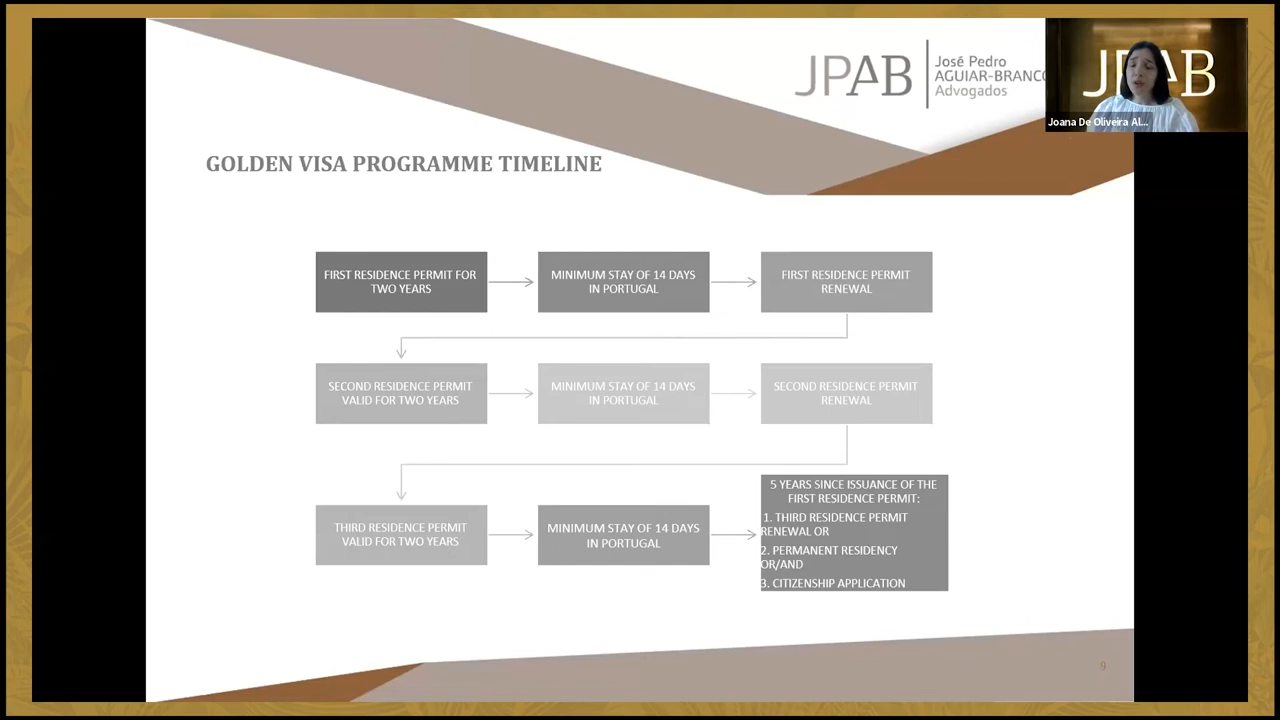 JPAB
José Pedro
AGUIAR-BRANCO
Advogados
JPAB
Joana De Oliveira Al...
GOLDEN VISA PROGRAMME TIMELINE
FIRST RESIDENCE PERMIT FOR
TWO YEARS
MINIMUM STAY OF 14 DAYS
IN PORTUGAL
FIRST RESIDENCE PERMIT
RENEWAL
SECOND RESIDENCE PERMIT
VALID FOR TWO YEARS
MINIMUM STAY OF 14 DAYS
IN PORTUGAL
SECOND RESIDENCE PERMIT
RENEWAL
THIRD RESIDENCE PERMIT
VALID FOR TWO YEARS
MINIMUM STAY OF 14 DAYS
IN PORTUGAL
5 YEARS SINCE ISSUANCE OF THE
FIRST RESIDENCE PERMIT:
1. THIRD RESIDENCE PERMIT
RENEWAL OR
2. PERMANENT RESIDENCY
OR/AND
3. CITIZENSHIP APPLICATION
9